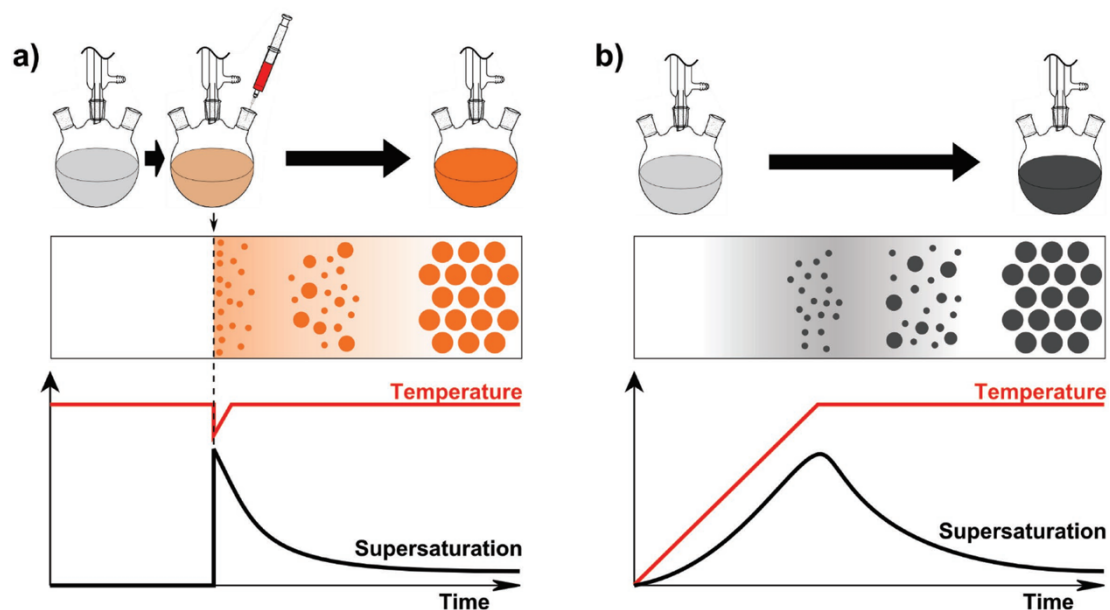 a)
Temperature
Supersaturation
Time
b)
Temperature
Supersaturation
Time